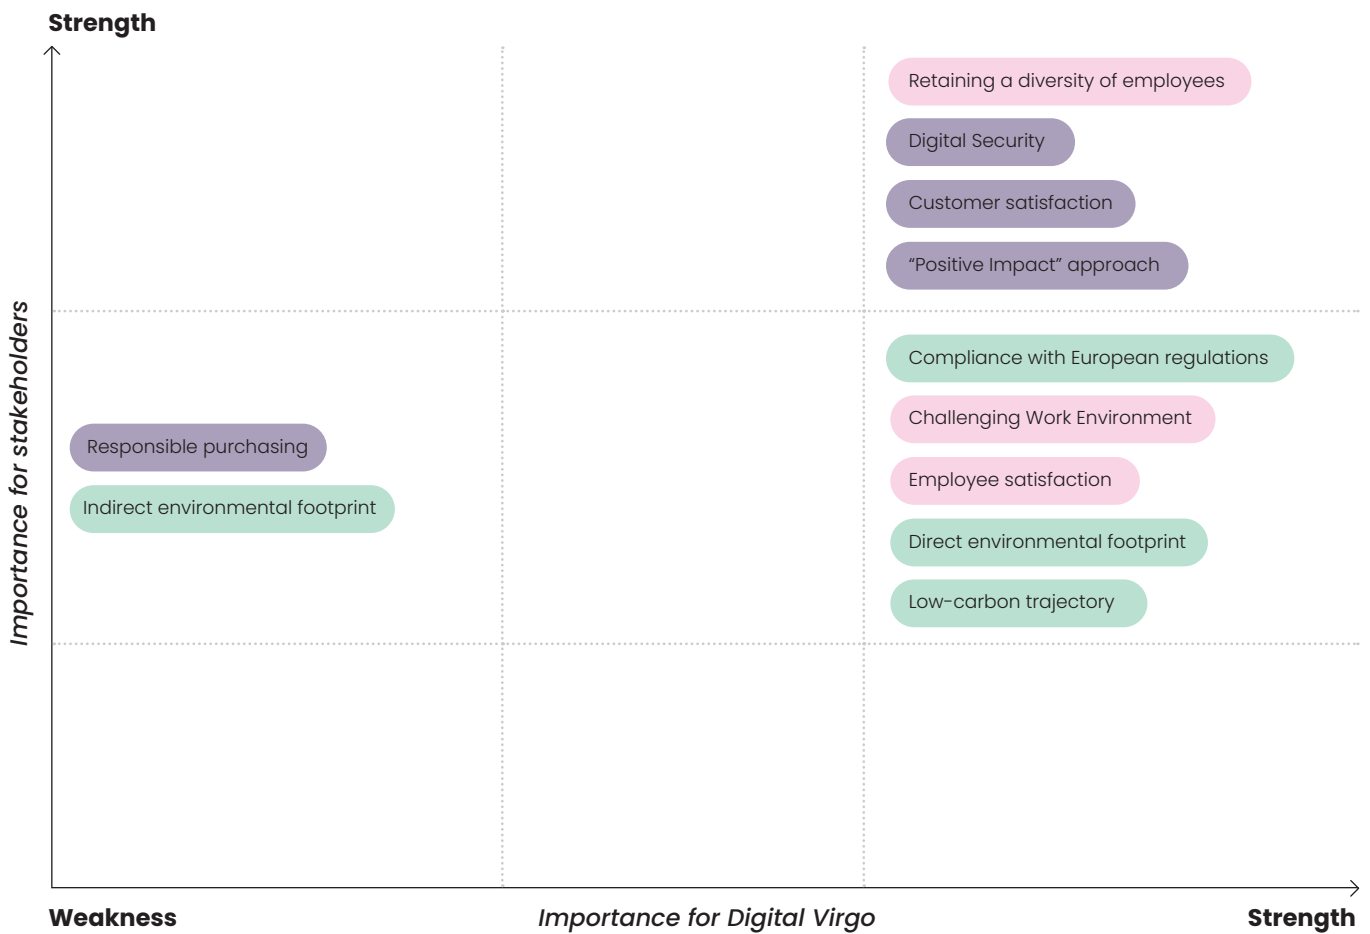 Strength
Retaining a diversity of employees
Digital Security
Customer satisfaction
“Positive Impact” approach
Importance for stakeholders
Compliance with European regulations
Challenging Work Environment
Responsible purchasing
Employee satisfaction
Indirect environmental footprint
Direct environmental footprint
Low-carbon trajectory
Weakness
Importance for Digital Virgo
Strength